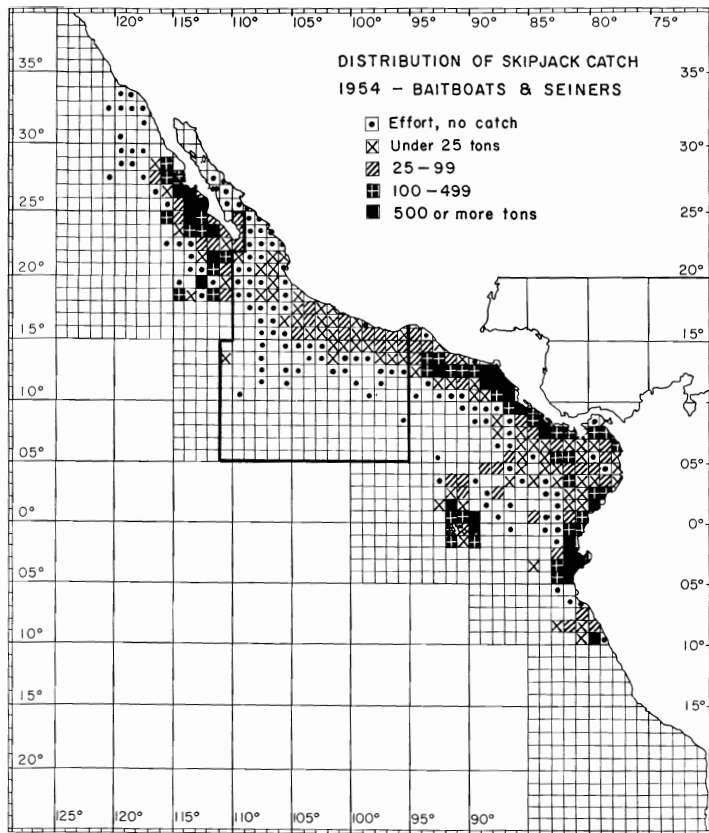 120° 115° 110° 105° 100° 95° 90° 85° 80° 75°
DISTRIBUTION OF SKIPJACK CATCH
1954 – BAITBOATS & SEINERS
Effort, no catch
Under 25 tons
25–99
100–499
500 or more tons
35° 35°
30° 30°
25° 25°
20° 20°
15° 15°
10°
05° 05°
0° 0°
05° 05°
10° 10°
15° 15°
20°
125° 120° 115° 110° 105° 100° 95° 90°